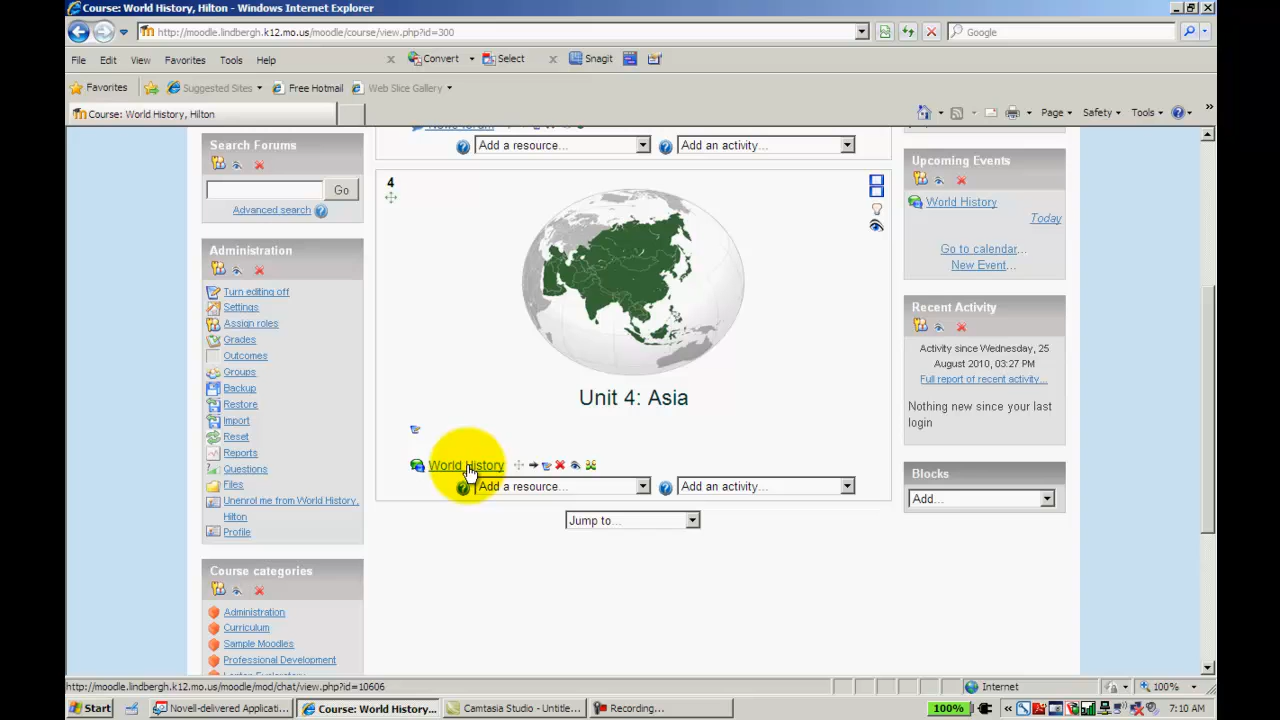 Course: World History, Hilton - Windows Internet Explorer
http://moodle.lindbergh.k12.mo.us/moodle/course/view.php?id=300
Google
File Edit View Favorites Tools Help
x Convert Select
x Snagit
Favorites Suggested Sites Free Hotmail Web Slice Gallery
Course: World History, Hilton
Page Safety Tools
Search Forums
Go
Advanced search
Administration
Turn editing off
Settings
Assign roles
Grades
Outcomes
Groups
Backup
Restore
Import
Reset
Reports
Questions
Files
Unenrol me from World History,
Hilton
Profile
Course categories
Administration
Curriculum
Sample Moodles
Professional Development
News forum
Add a resource... Add an activity...
4
Unit 4: Asia
World History
Add a resource... Add an activity...
Jump to...
Upcoming Events
World History
Today
Go to calendar...
New Event...
Recent Activity
Activity since Wednesday, 25
August 2010, 03:27 PM
Full report of recent activity...
Nothing new since your last
login
Blocks
Add...
http://moodle.lindbergh.k12.mo.us/moodle/mod/chat/view.php?id=10606
Internet
100%
Start
Novell-delivered Applicati...
Course: World History...
Camtasia Studio - Untitle...
Recording...
100%
7:10 AM